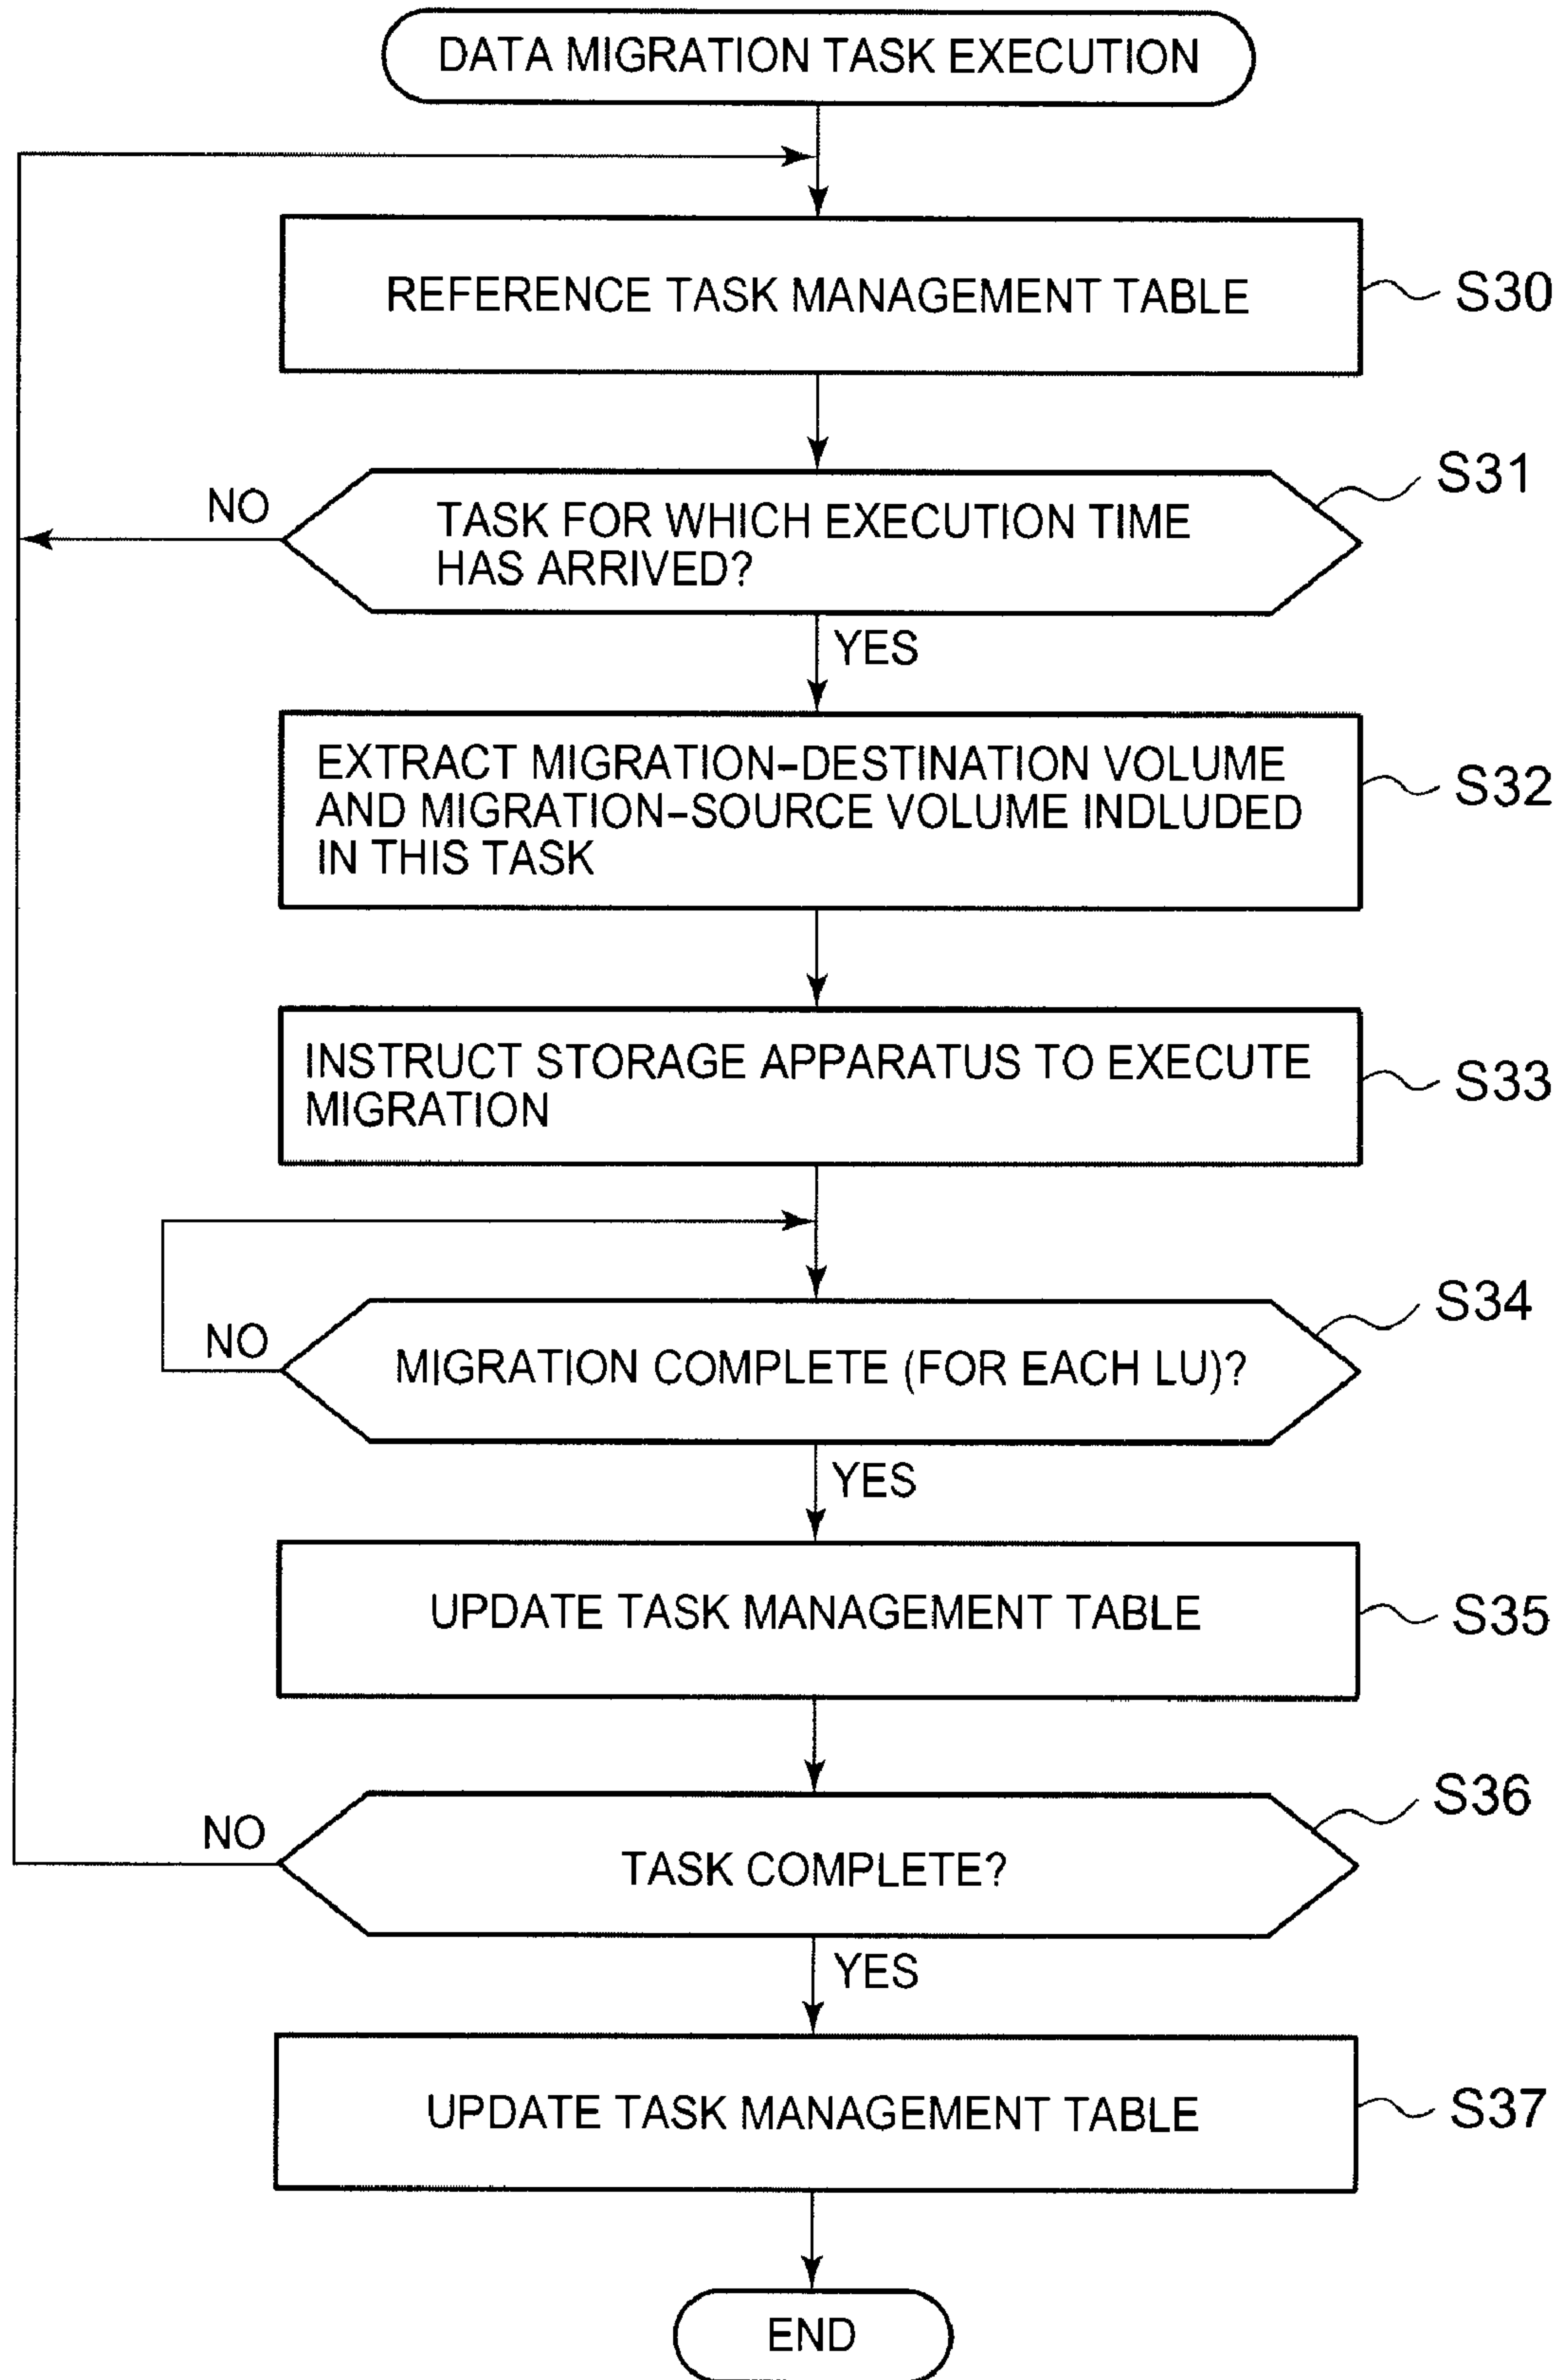 DATA MIGRATION TASK EXECUTION
REFERENCE TASK MANAGEMENT TABLE
S30
S31
NO
TASK FOR WHICH EXECUTION TIME
HAS ARRIVED?
YES
EXTRACT MIGRATION-DESTINATION VOLUME
AND MIGRATION-SOURCE VOLUME INDLUDED
IN THIS TASK
S32
INSTRUCT STORAGE APPARATUS TO EXECUTE
MIGRATION
S33
S34
NO
MIGRATION COMPLETE (FOR EACH LU)?
YES
UPDATE TASK MANAGEMENT TABLE
S35
S36
NO
TASK COMPLETE?
YES
UPDATE TASK MANAGEMENT TABLE
S37
END